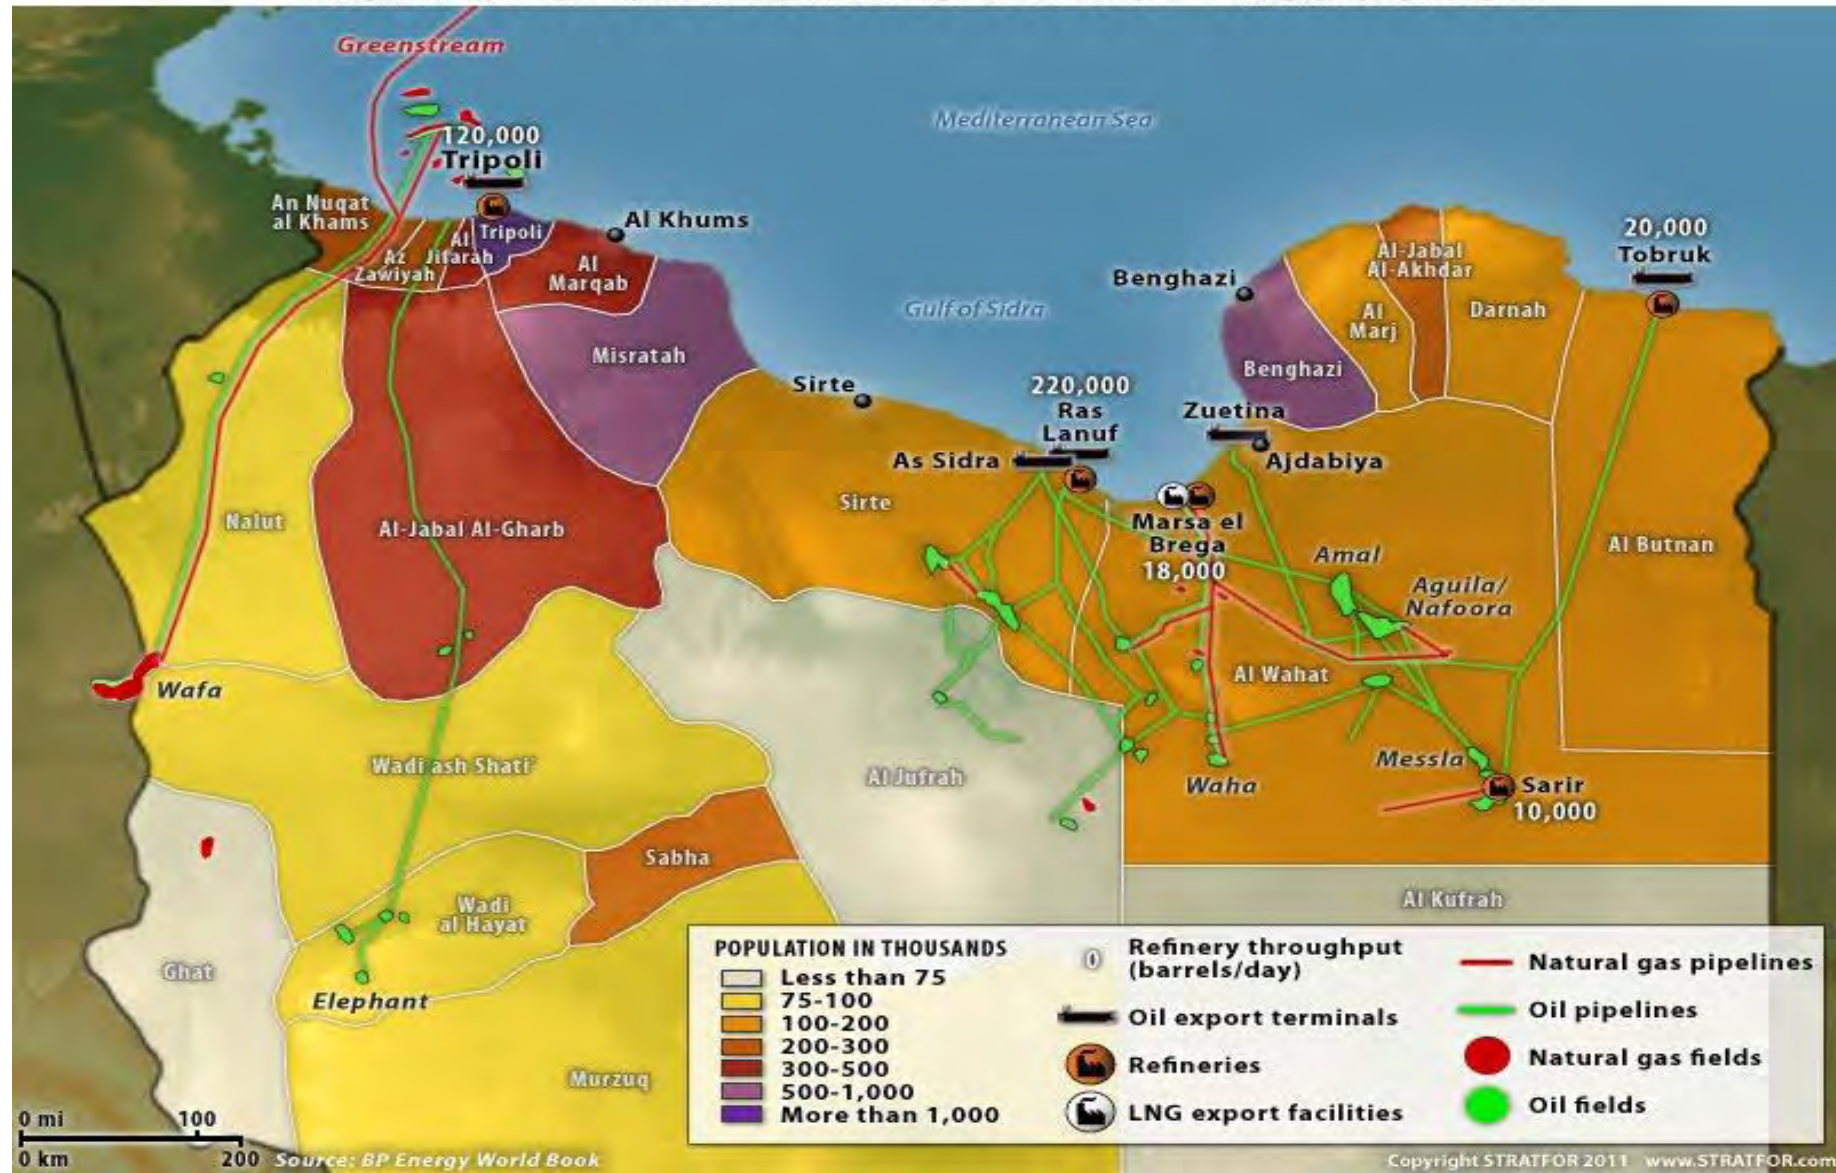 Greenstream
Mediterranean Sea
120,000
Tripoli
An Nuqat
al Khams
Al Khums
Tripoli
Al
Jifarah
Az
Zawiyah
Al
Marqab
Misratah
Gulf of Sidra
Benghazi
Al-Jabal
Al-Akhdar
Al
Marj
Darnah
20,000
Tobruk
Benghazi
Sirte
220,000
Ras
Lanuf
Zuetina
As Sidra
Ajdabiya
Nalut
Al-Jabal Al-Gharb
Sirte
Marsa el
Brega
18,000
Amal
Aguila/
Nafoora
Al Butnan
Wafa
Al Wahat
Wadi ash Shati'
Al Jufrah
Waha
Messla
Sarir
10,000
Sabha
Wadi
al Hayat
Al Kufrah
Ghat
Elephant
Murzuq
POPULATION IN THOUSANDS
Less than 75
75-100
100-200
200-300
300-500
500-1,000
More than 1,000
0
Refinery throughput
(barrels/day)
Oil export terminals
Refineries
LNG export facilities
Natural gas pipelines
Oil pipelines
Natural gas fields
Oil fields
0 mi 100
0 km 200
Source: BP Energy World Book
Copyright STRATFOR 2011 www.STRATFOR.com